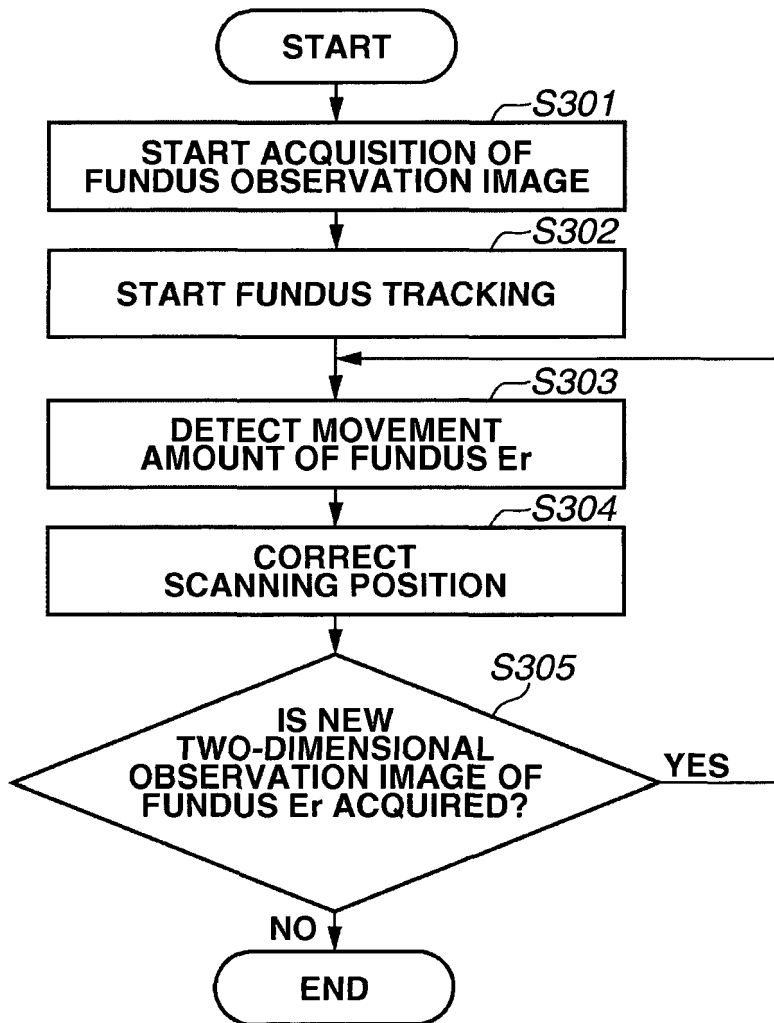 START
S301
START ACQUISITION OF
FUNDUS OBSERVATION IMAGE
S302
START FUNDUS TRACKING
S303
DETECT MOVEMENT
AMOUNT OF FUNDUS Er
S304
CORRECT
SCANNING POSITION
S305
IS NEW
TWO-DIMENSIONAL
OBSERVATION IMAGE OF
FUNDUS Er ACQUIRED?
YES
NO
END